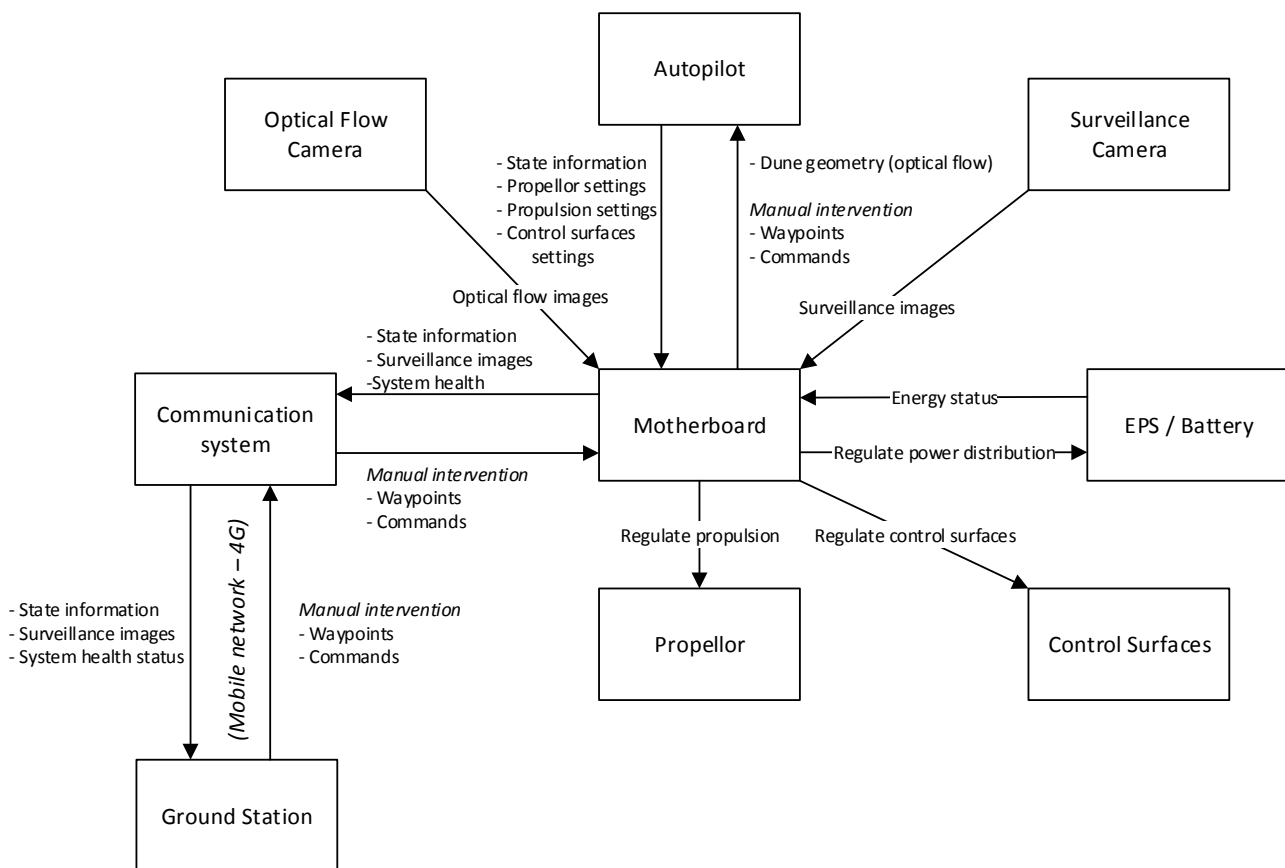 Autopilot
Optical Flow
Camera
Surveillance
Camera
- State information
- Propellor settings
- Propulsion settings
- Control surfaces
settings
- Dune geometry (optical flow)
Manual intervention
- Waypoints
- Commands
Optical flow images
Surveillance images
- State information
- Surveillance images
-System health
Communication
system
Motherboard
Energy status
EPS / Battery
Regulate power distribution
Manual intervention
- Waypoints
- Commands
Regulate propulsion
Regulate control surfaces
(Mobile network – 4G)
- State information
- Surveillance images
- System health status
Manual intervention
- Waypoints
- Commands
Propellor
Control Surfaces
Ground Station